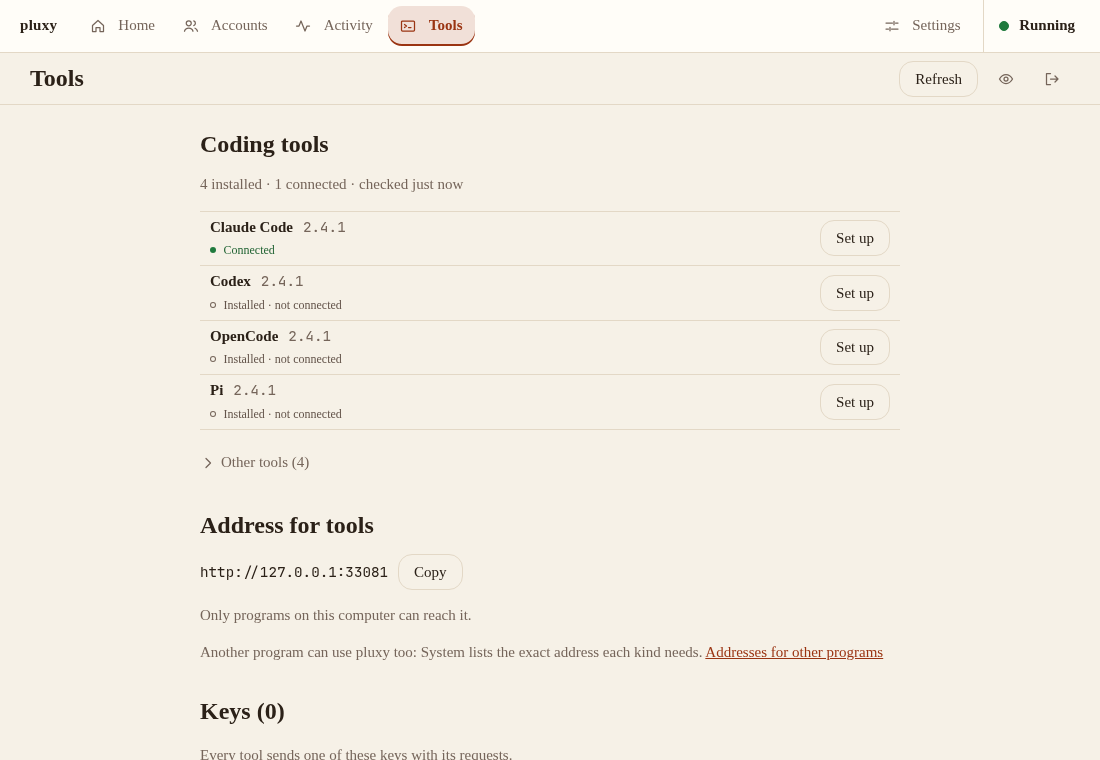 pluxy
Home
Accounts
Activity
Tools
Settings
Running
Tools
Refresh
Coding tools
4 installed · 1 connected · checked just now
Claude Code 2.4.1
Connected
Set up
Codex 2.4.1
Installed · not connected
Set up
OpenCode 2.4.1
Installed · not connected
Set up
Pi 2.4.1
Installed · not connected
Set up
Other tools (4)
Address for tools
http://127.0.0.1:33081
Copy
Only programs on this computer can reach it.
Another program can use pluxy too: System lists the exact address each kind needs. Addresses for other programs
Keys (0)
Every tool sends one of these keys with its requests.